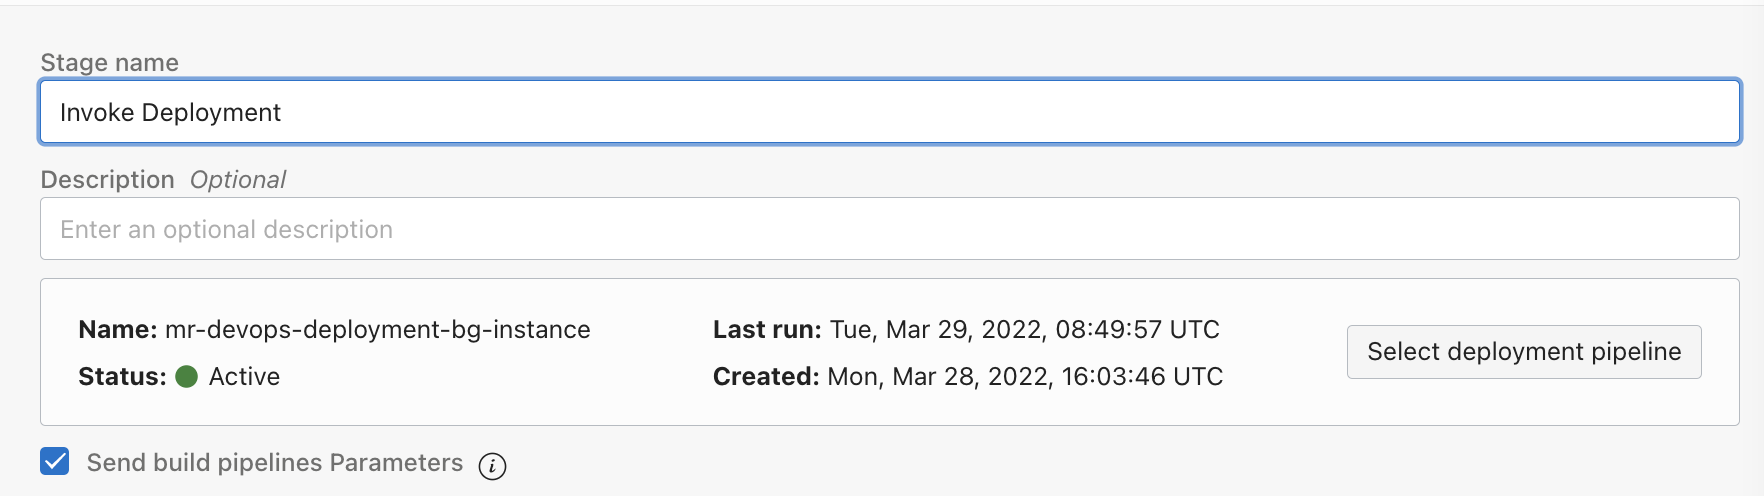 Stage name
Invoke Deployment
Description Optional
Enter an optional description
Name: mr-devops-deployment-bg-instance
Status: Active
Last run: Tue, Mar 29, 2022, 08:49:57 UTC
Created: Mon, Mar 28, 2022, 16:03:46 UTC
Select deployment pipeline
Send build pipelines Parameters i